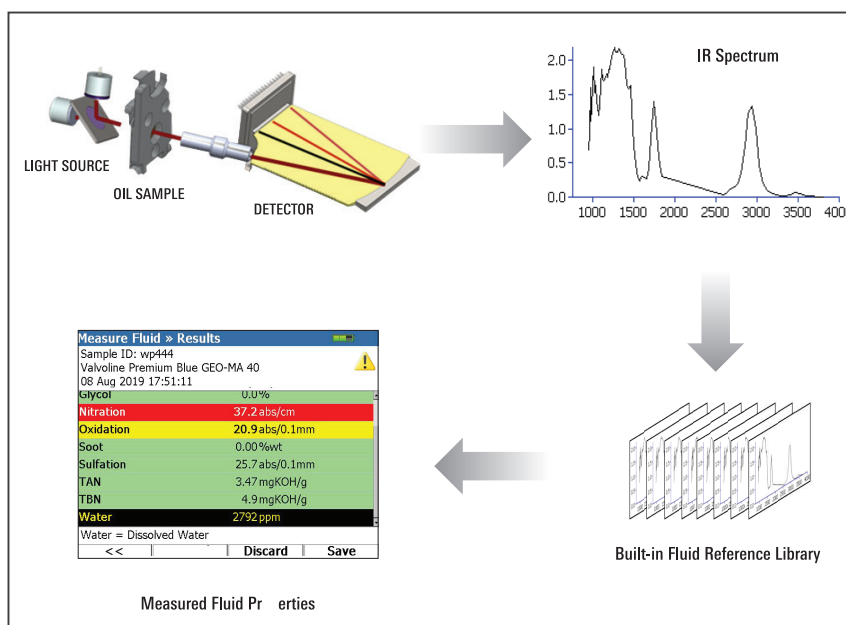 IR Spectrum
2.0
1.5
1.0
0.5
0.0
1000 1500 2000 2500 3000 3500 400
LIGHT SOURCE
OIL SAMPLE
DETECTOR
Measure Fluid » Results
Sample ID: wp444
Valvoline Premium Blue GEO-MA 40
08 Aug 2019 17:51:11
Glycol 0.0%
Nitration 37.2 abs/cm
Oxidation 20.9 abs/0.1mm
Soot 0.00 %wt
Sulfation 25.7 abs/0.1mm
TAN 3.47 mgKOH/g
TBN 4.9 mgKOH/g
Water 2792 ppm
Water = Dissolved Water
<< Discard Save
Built-in Fluid Reference Library
Measured Fluid Pr erties